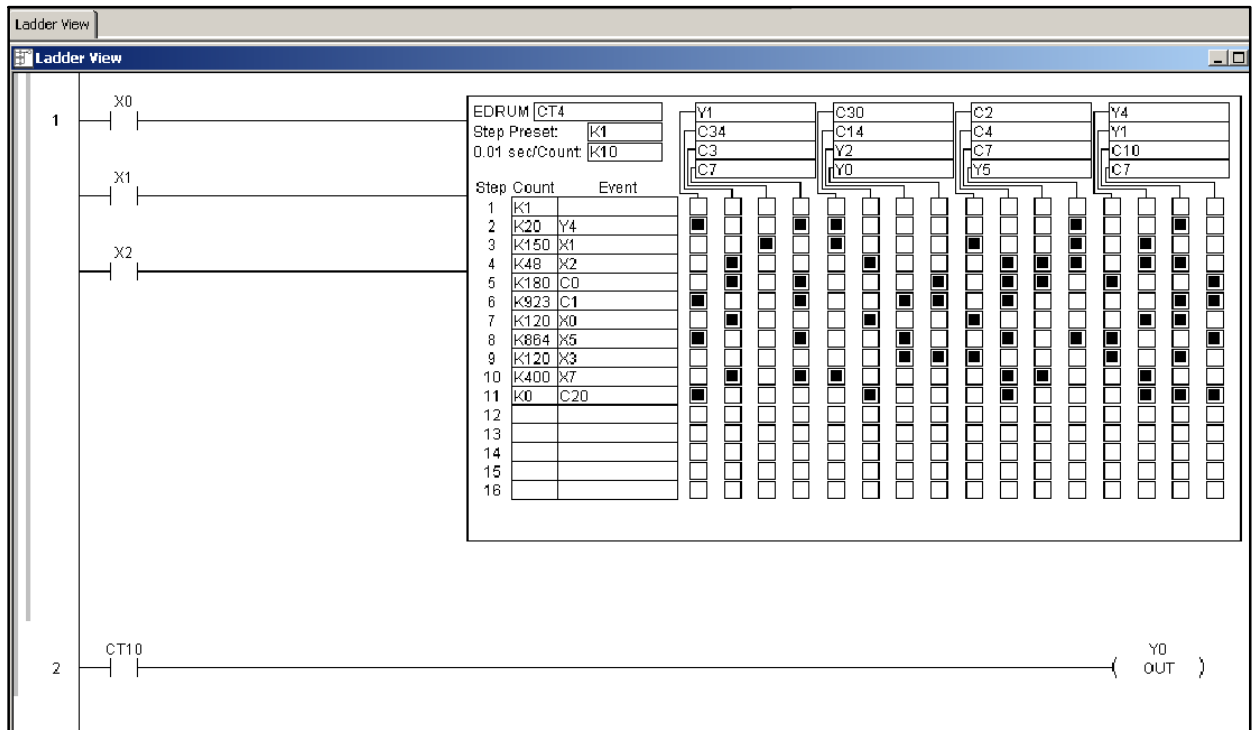 Ladder View
Ladder View
1
X0
X1
X2
EDRUM CT4
Step Preset: K1
0.01 sec/Count: K10
Y1
C34
C3
C7
C30
C14
Y2
Y0
C2
C4
C7
Y5
Y4
Y1
C10
C7
Step Count Event
1 K1
2 K20 Y4
3 K150 X1
4 K48 X2
5 K180 C0
6 K923 C1
7 K120 X0
8 K864 X5
9 K120 X3
10 K400 X7
11 K0 C20
12
13
14
15
16
2
CT10
Y0
( OUT )